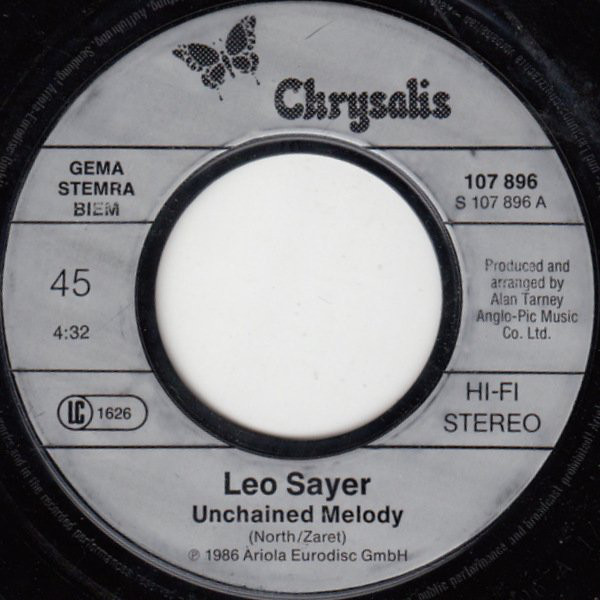 Chrysalis
GEMA
STEMRA
BIEM
107 896
S 107 896 A
45
4:32
Produced and
arranged by
Alan Tarney
Anglo-Pic Music
Co. Ltd.
LC 1626
HI-FI
STEREO
Leo Sayer
Unchained Melody
(North/Zaret)
℗ 1986 Ariola Eurodisc GmbH